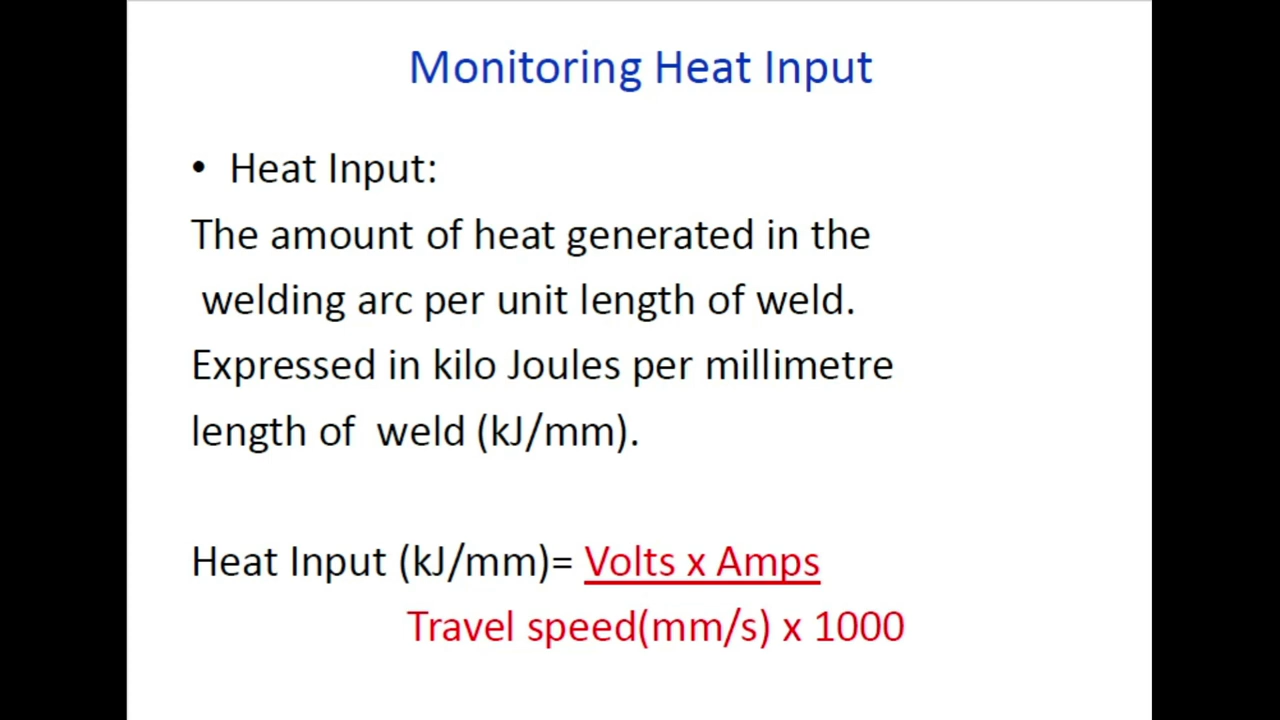 Monitoring Heat Input
• Heat Input:
The amount of heat generated in the
welding arc per unit length of weld.
Expressed in kilo Joules per millimetre
length of weld (kJ/mm).
Heat Input (kJ/mm)= Volts x Amps
Travel speed(mm/s) x 1000